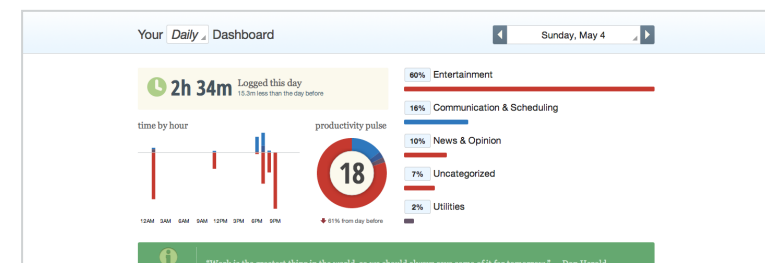 Your Daily Dashboard
Sunday, May 4
2h 34m Logged this day
15.3m less than the day before
time by hour
12AM 3AM 6AM 9AM 12PM 3PM 6PM 9PM
productivity pulse
18
61% from day before
60% Entertainment
16% Communication & Scheduling
10% News & Opinion
7% Uncategorized
2% Utilities